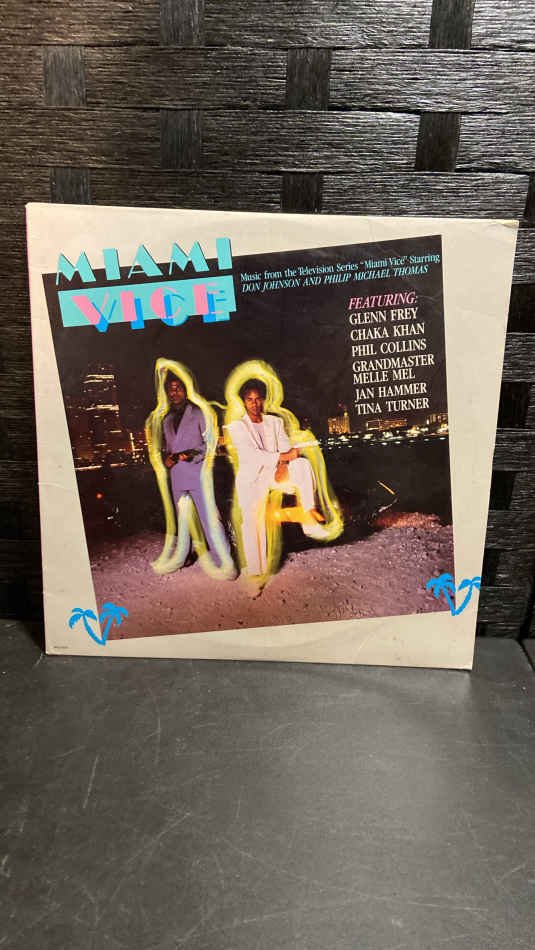 MIAMI
VICE
Music from the Television Series "Miami Vice" Starring
DON JOHNSON AND PHILIP MICHAEL THOMAS
FEATURING:
GLENN FREY
CHAKA KHAN
PHIL COLLINS
GRANDMASTER
MELLE MEL
JAN HAMMER
TINA TURNER